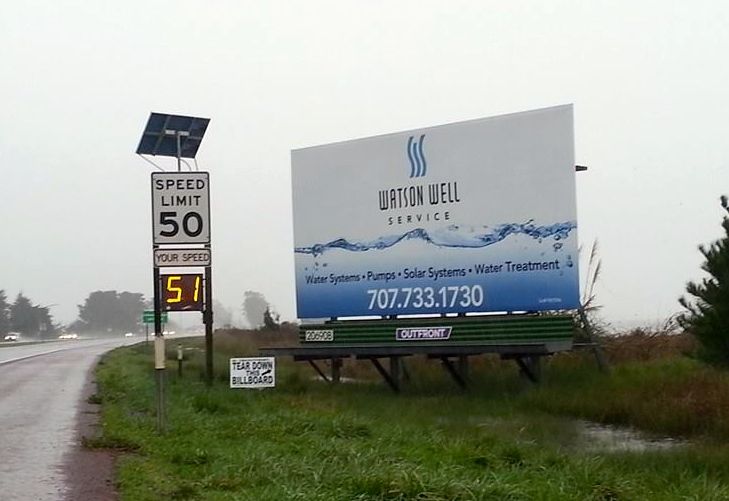 SPEED
LIMIT
50
YOUR SPEED
51
WATSON WELL
SERVICE
Water Systems • Pumps • Solar Systems • Water Treatment
707.733.1730
20690B
OUTFRONT
TEAR DOWN
THIS
BILLBOARD